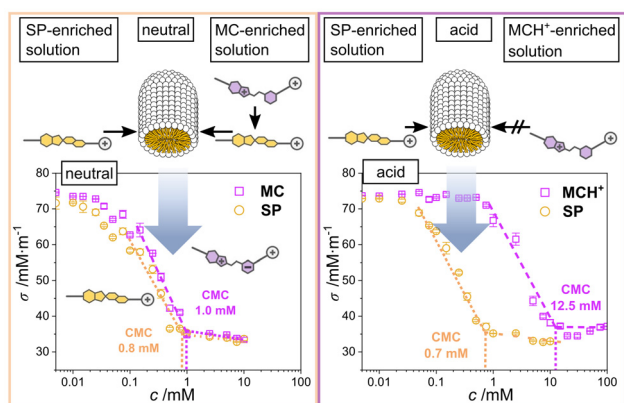 SP-enriched
solution
neutral
MC-enriched
solution
+
+
+
neutral
80
70
60
50
40
30
σ/mM·m⁻¹
MC
SP
+
-
+
+
CMC
1.0 mM
CMC
0.8 mM
0.01
0.1
1
10
100
c/mM
SP-enriched
solution
acid
MCH⁺-enriched
solution
+
+
+
acid
80
70
60
50
40
30
σ/mM·m⁻¹
MCH⁺
SP
CMC
12.5 mM
CMC
0.7 mM
0.01
0.1
1
10
100
c/mM